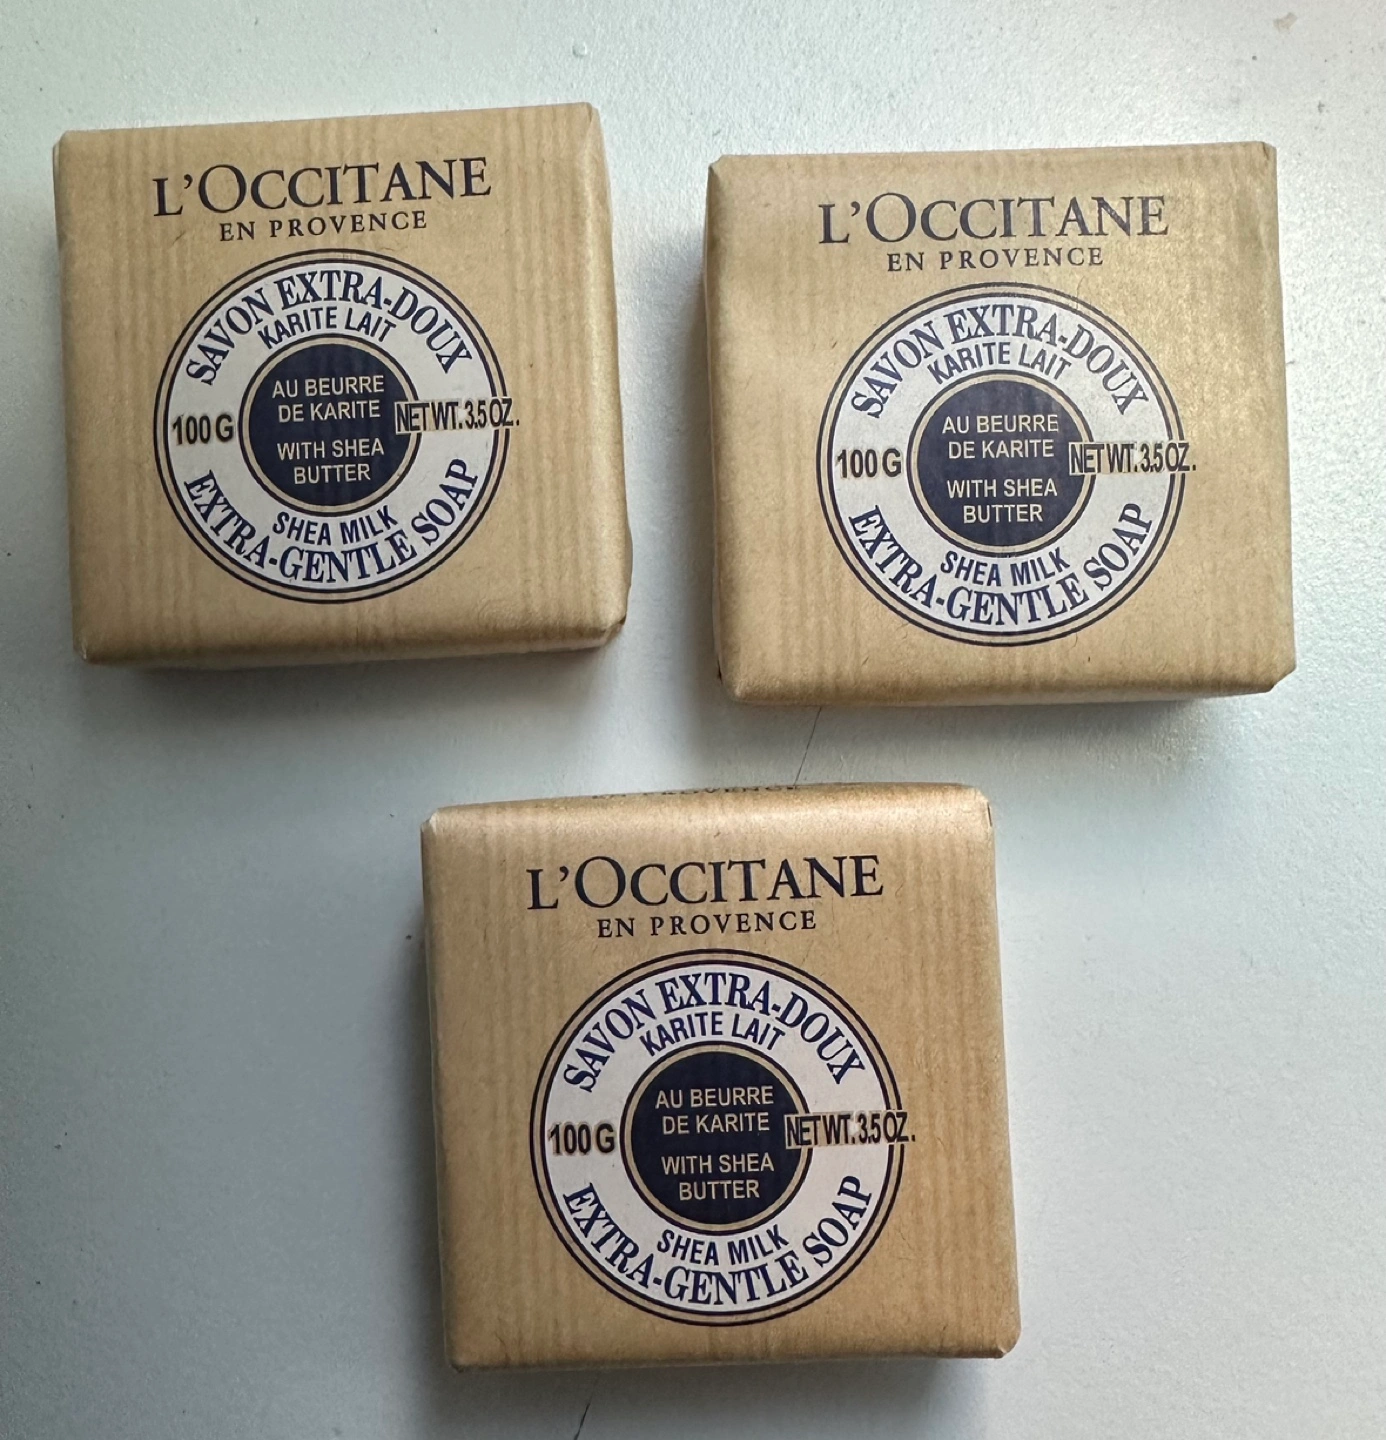 L'OCCITANE
EN PROVENCE
SAVON EXTRA-DOUX
KARITE LAIT
AU BEURRE
DE KARITE
100 G
NET WT. 3.5 OZ.
WITH SHEA
BUTTER
SHEA MILK
EXTRA-GENTLE SOAP
L'OCCITANE
EN PROVENCE
SAVON EXTRA-DOUX
KARITE LAIT
AU BEURRE
DE KARITE
100 G
NET WT. 3.5 OZ.
WITH SHEA
BUTTER
SHEA MILK
EXTRA-GENTLE SOAP
EN PROVENCE
L'OCCITANE
EN PROVENCE
SAVON EXTRA-DOUX
KARITE LAIT
AU BEURRE
DE KARITE
100 G
NET WT. 3.5 OZ.
WITH SHEA
BUTTER
SHEA MILK
EXTRA-GENTLE SOAP